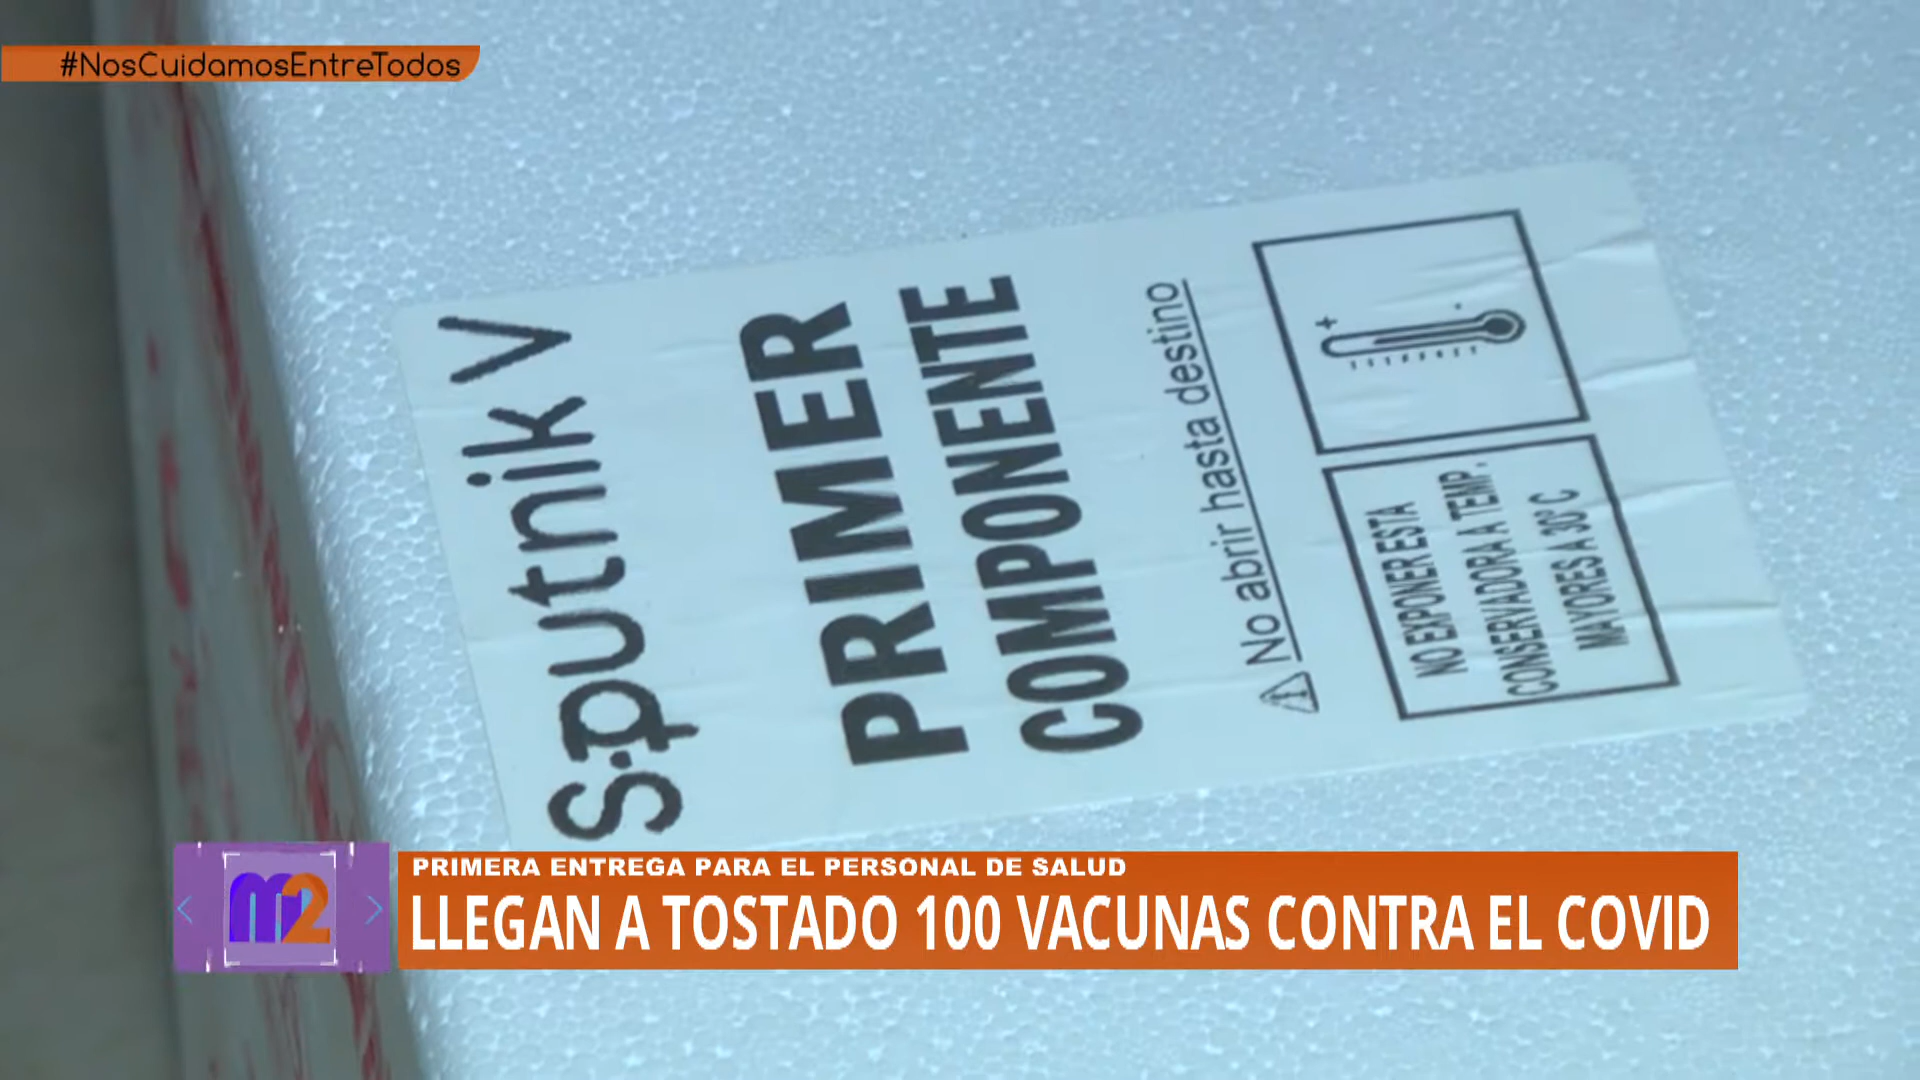 #NosCuidamosEntreTodos
Sputnik V
PRIMER
COMPONENTE
No abrir hasta destino
NO EXPONER ESTA
CONSERVADORA A TEMP.
MAYORES A 30º C
M2
PRIMERA ENTREGA PARA EL PERSONAL DE SALUD
LLEGAN A TOSTADO 100 VACUNAS CONTRA EL COVID